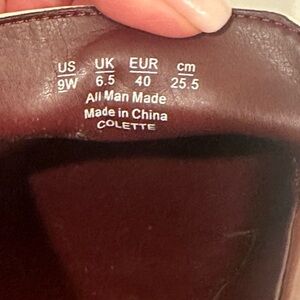 US UK EUR cm
9W 6.5 40 25.5
All Man Made
Made in China
COLETTE